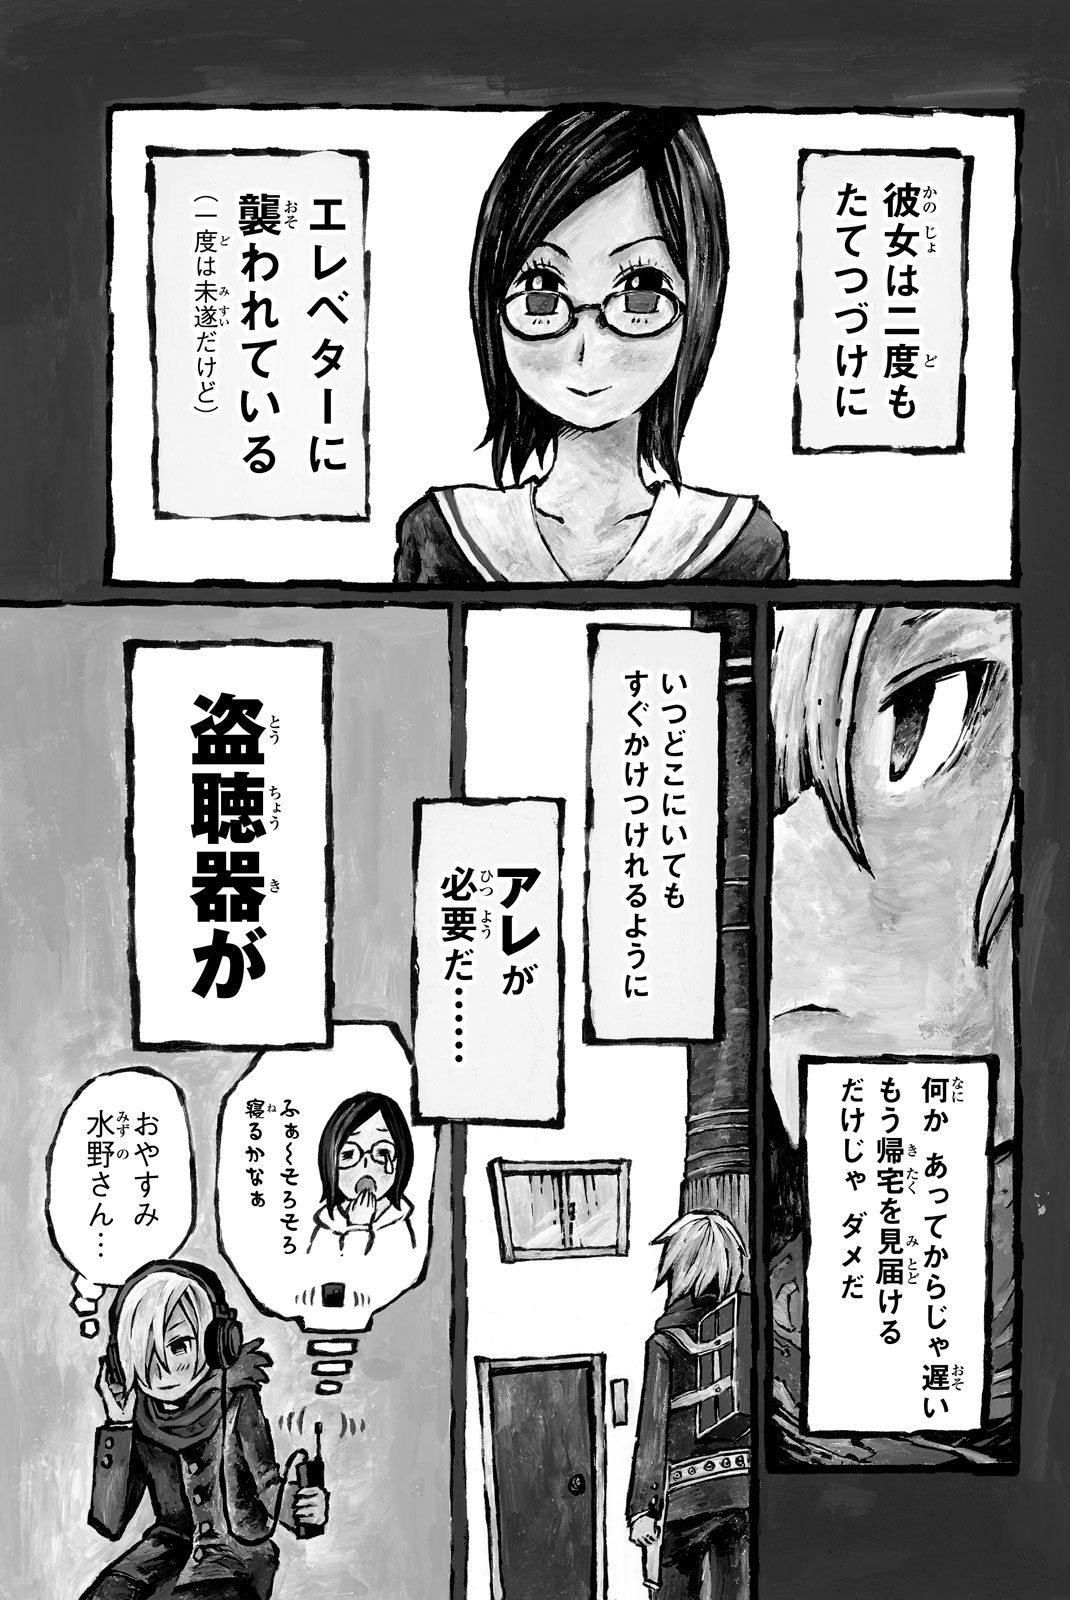 彼女は二度も
たてつづけに
エレベターに
襲われている
(一度は未遂だけど)
何か あってからじゃ遅い
もう帰宅を見届ける
だけじゃ ダメだ
いつどこにいても
すぐかけつけれるように
アレが
必要だ………
盗聴器が
ふぁ〜そろそろ
寝るかなぁ
おやすみ
水野さん…